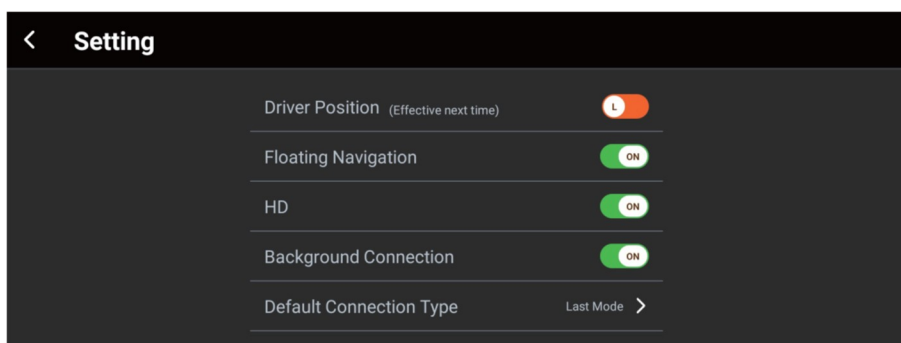 Setting
Driver Position (Effective next time) L
Floating Navigation ON
HD ON
Background Connection ON
Default Connection Type Last Mode